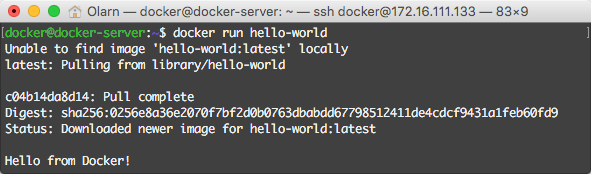 Olarn — docker@docker-server: ~ — ssh docker@172.16.111.133 — 83×9
[docker@docker-server:~$ docker run hello-world ]
Unable to find image 'hello-world:latest' locally
latest: Pulling from library/hello-world
c04b14da8d14: Pull complete
Digest: sha256:0256e8a36e2070f7bf2d0b0763dbabdd67798512411de4cdcf9431a1feb60fd9
Status: Downloaded newer image for hello-world:latest
Hello from Docker!